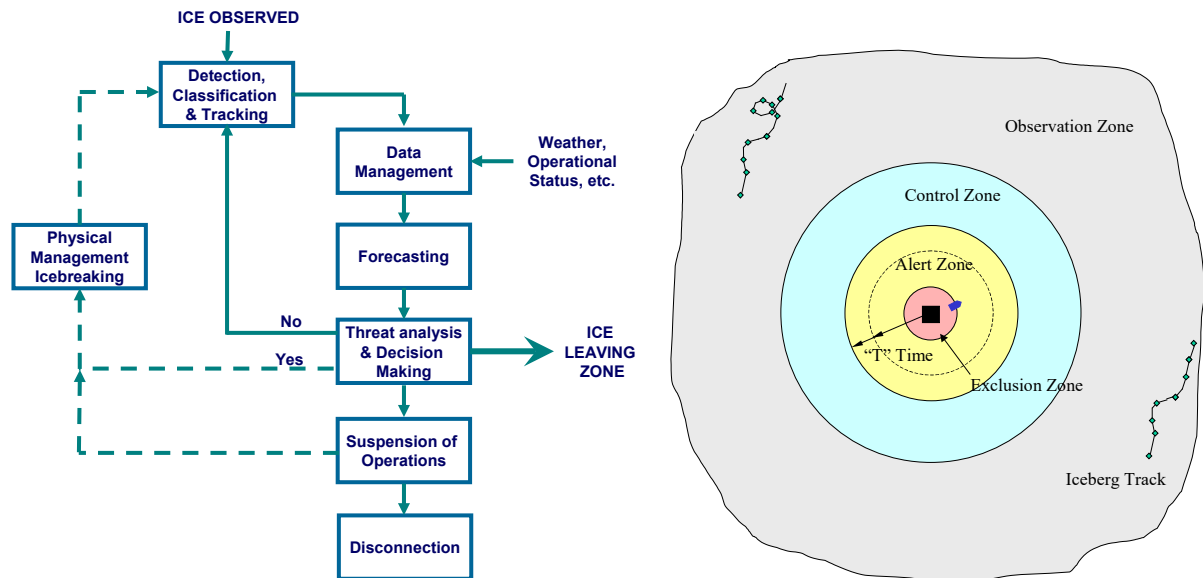 ICE OBSERVED
Detection,
Classification
& Tracking
Data
Management
Weather,
Operational
Status, etc.
Physical
Management
Icebreaking
Forecasting
No
Yes
Threat analysis
& Decision
Making
ICE
LEAVING
ZONE
Suspension of
Operations
Disconnection
Observation Zone
Control Zone
Alert Zone
“T” Time
Exclusion Zone
Iceberg Track